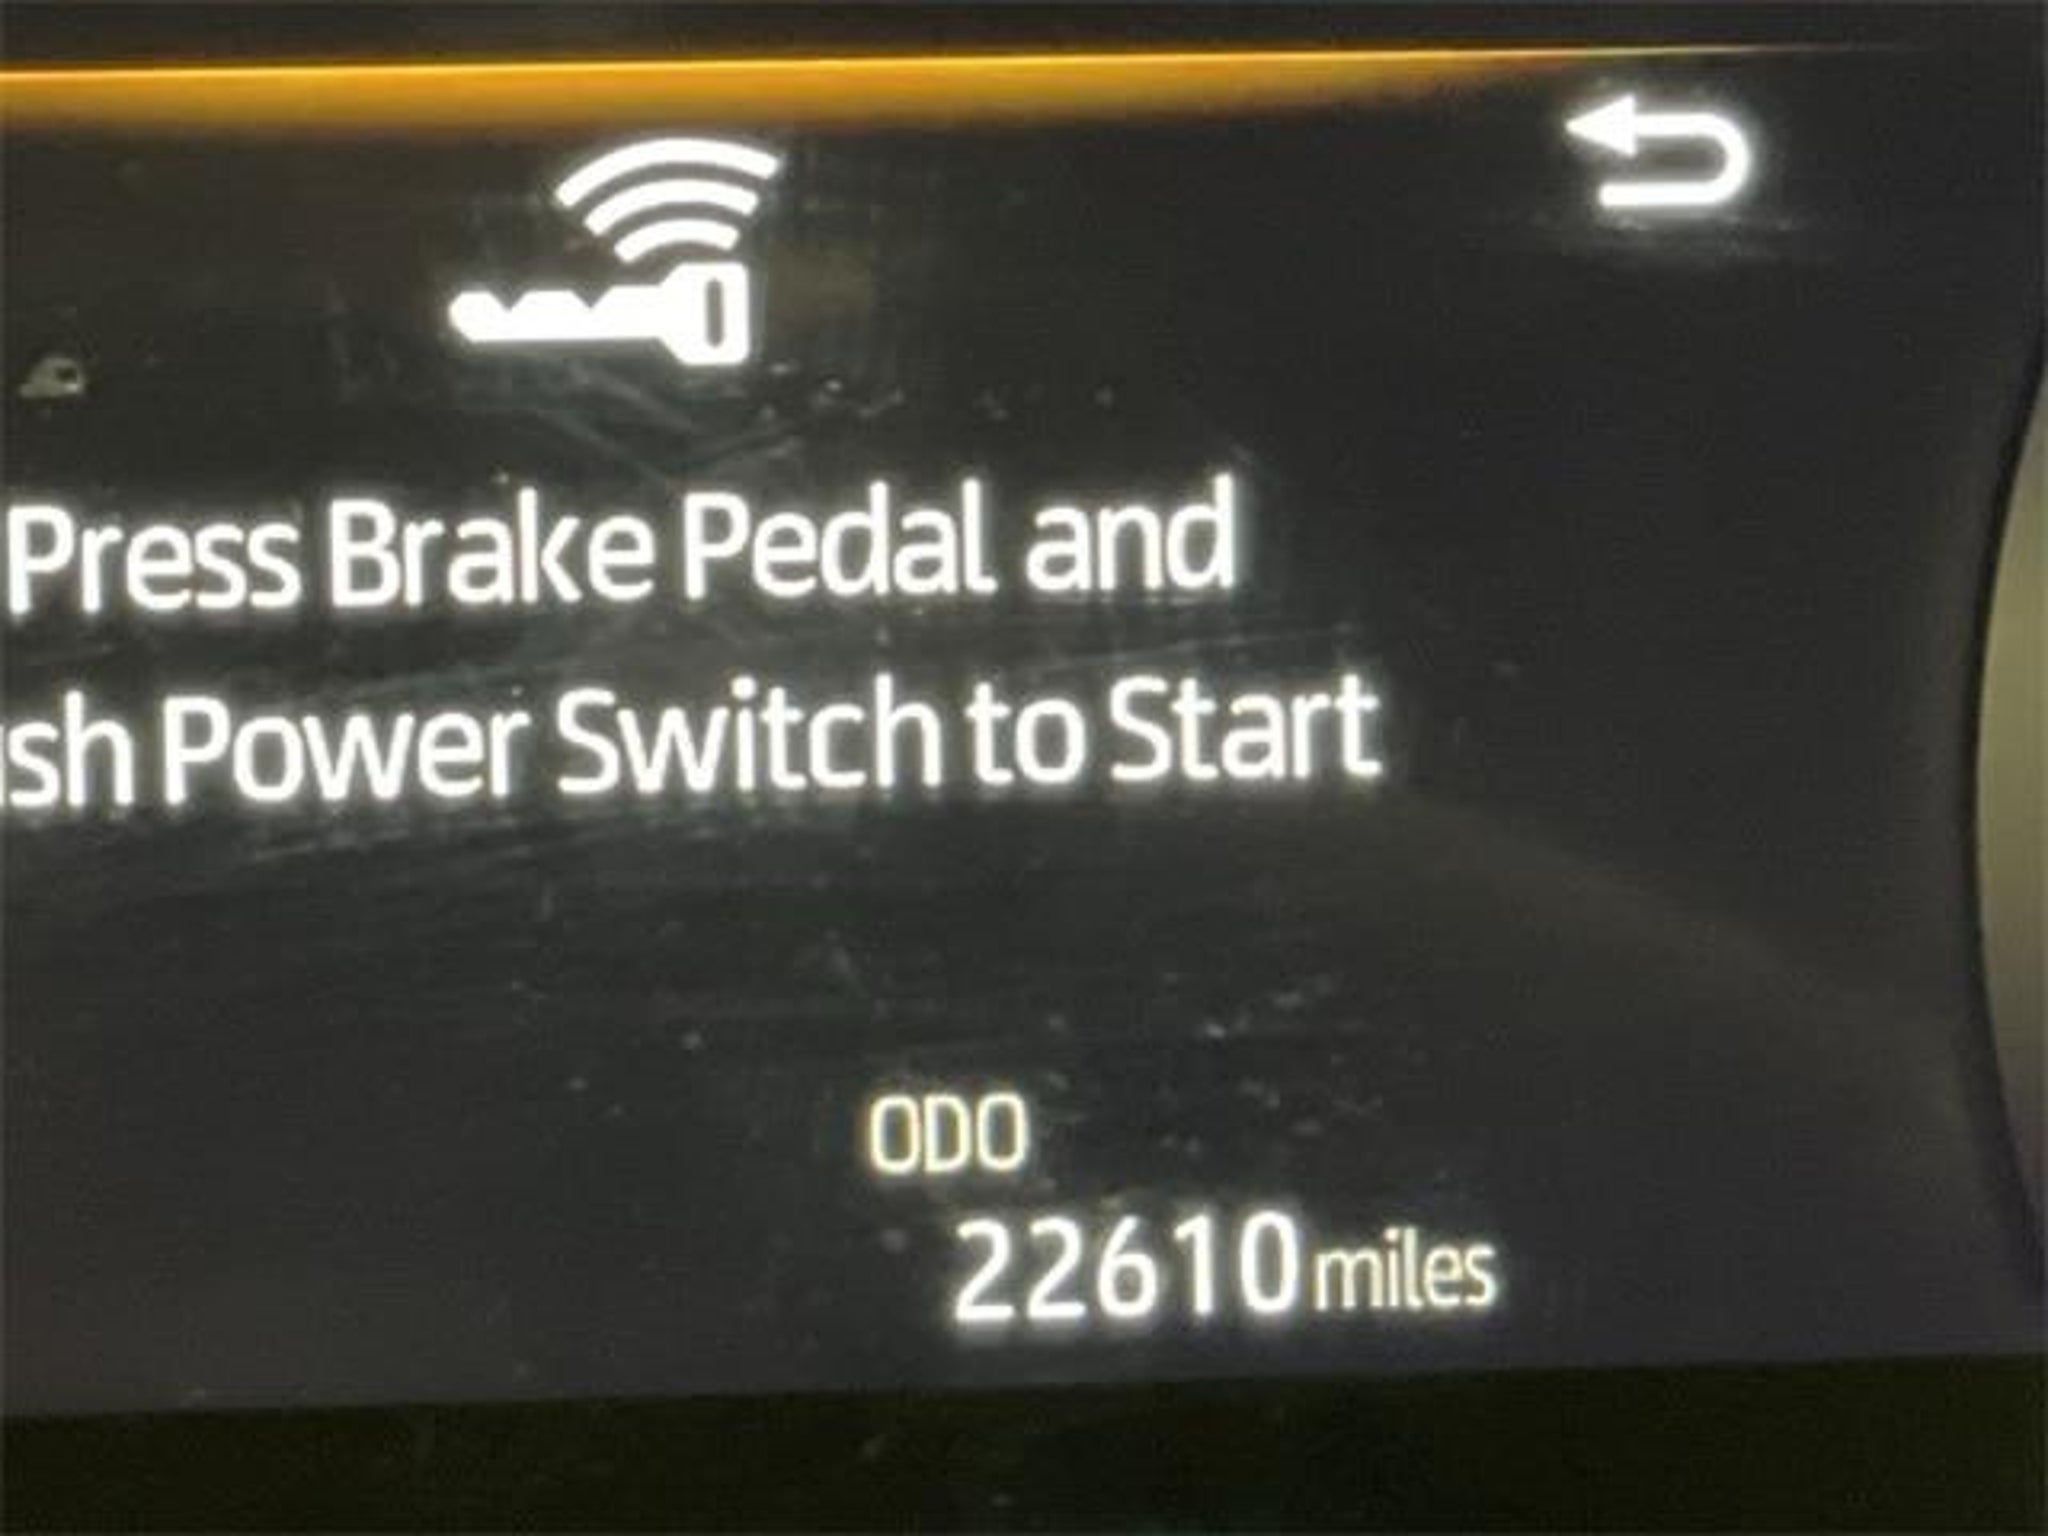 Press Brake Pedal and
sh Power Switch to Start
ODO
22610 miles